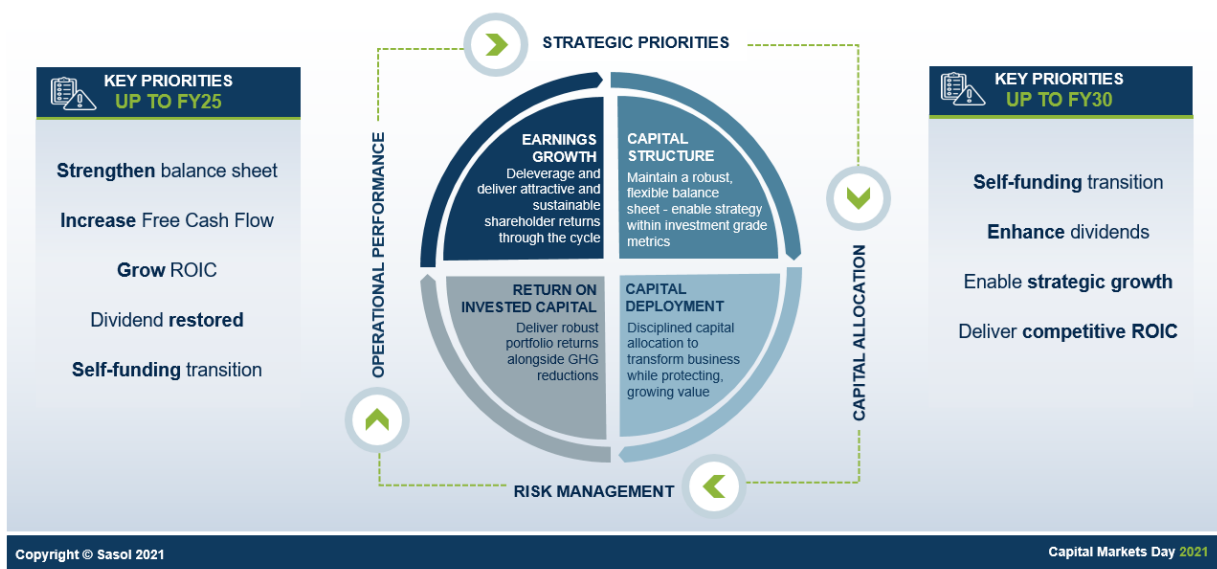 STRATEGIC PRIORITIES
KEY PRIORITIES
UP TO FY25
Strengthen balance sheet
Increase Free Cash Flow
Grow ROIC
Dividend restored
Self-funding transition
OPERATIONAL PERFORMANCE
EARNINGS
GROWTH
Deleverage and
deliver attractive and
sustainable
shareholder returns
through the cycle
CAPITAL
STRUCTURE
Maintain a robust,
flexible balance
sheet - enable strategy
within investment grade
metrics
RETURN ON
INVESTED CAPITAL
Deliver robust
portfolio returns
alongside GHG
reductions
CAPITAL
DEPLOYMENT
Disciplined capital
allocation to
transform business
while protecting,
growing value
CAPITAL ALLOCATION
RISK MANAGEMENT
KEY PRIORITIES
UP TO FY30
Self-funding transition
Enhance dividends
Enable strategic growth
Deliver competitive ROIC
Copyright © Sasol 2021
Capital Markets Day 2021